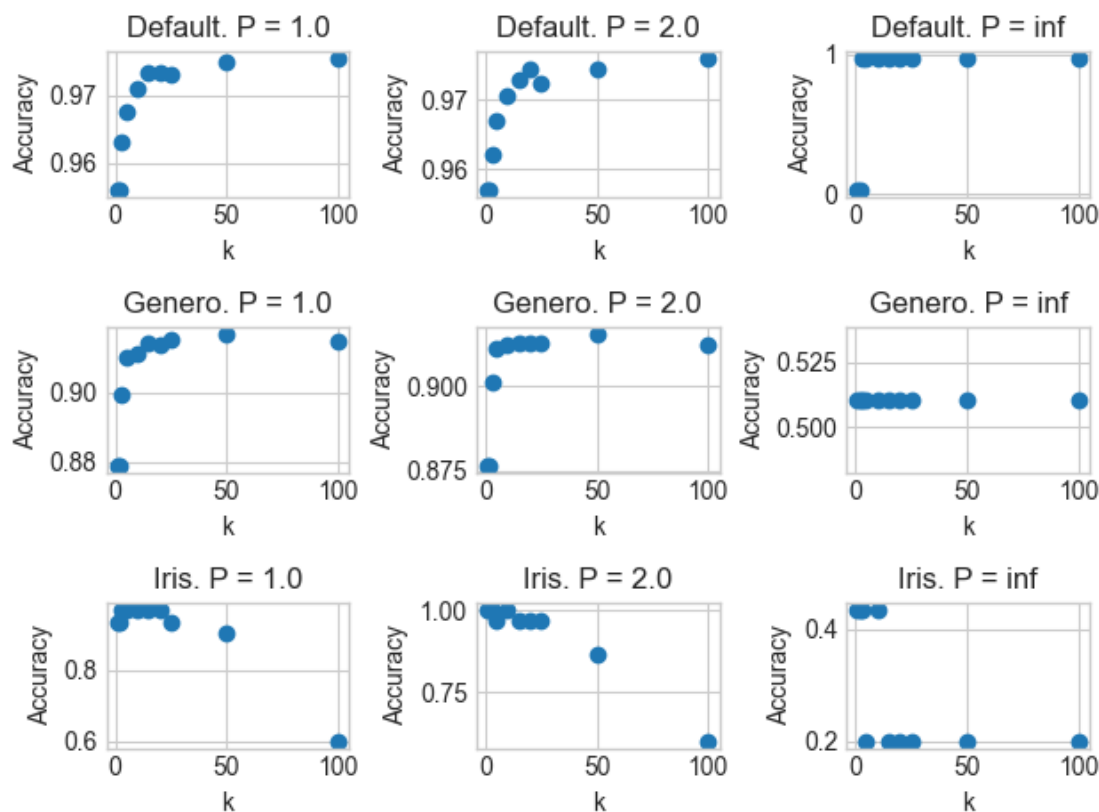 Default. P = 1.0
Accuracy
0.97
0.96
0
50
100
k
Default. P = 2.0
Accuracy
0.97
0.96
0
50
100
k
Default. P = inf
Accuracy
1
0
0
50
100
k
Genero. P = 1.0
Accuracy
0.90
0.88
0
50
100
k
Genero. P = 2.0
Accuracy
0.900
0.875
0
50
100
k
Genero. P = inf
Accuracy
0.525
0.500
0
50
100
k
Iris. P = 1.0
Accuracy
0.8
0.6
0
50
100
k
Iris. P = 2.0
Accuracy
1.00
0.75
0
50
100
k
Iris. P = inf
Accuracy
0.4
0.2
0
50
100
k